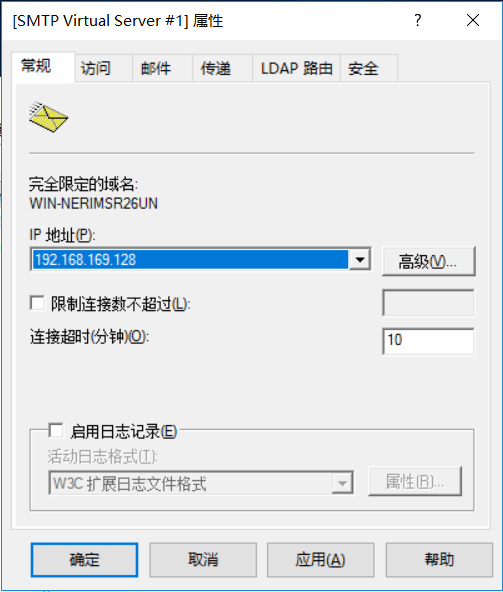 [SMTP Virtual Server #1] 属性
常规 访问 邮件 传递 LDAP 路由 安全
完全限定的域名:
WIN-NERIMSR26UN
IP 地址(P):
192.168.169.128 高级(V)...
限制连接数不超过(L):
连接超时(分钟)(O): 10
启用日志记录(E)
活动日志格式(T):
W3C 扩展日志文件格式 属性(R)...
确定 取消 应用(A) 帮助